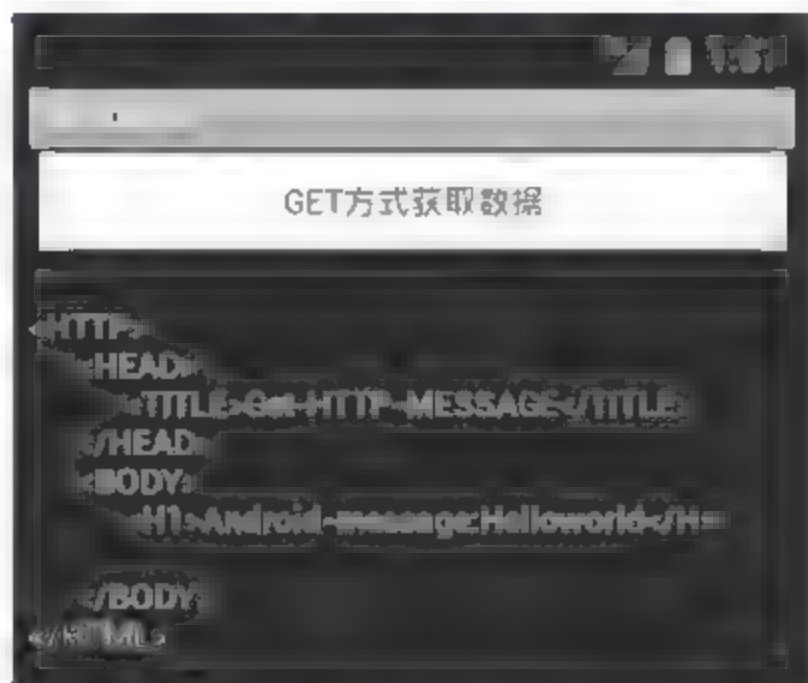 GET方式获取数据
<HTTP>
<HEAD>
<TITLE>Get-HTTP-MESSAGE</TITLE>
</HEAD>
<BODY>
<H1>Android-message:Helloworld</H
</BODY>
</HTML>